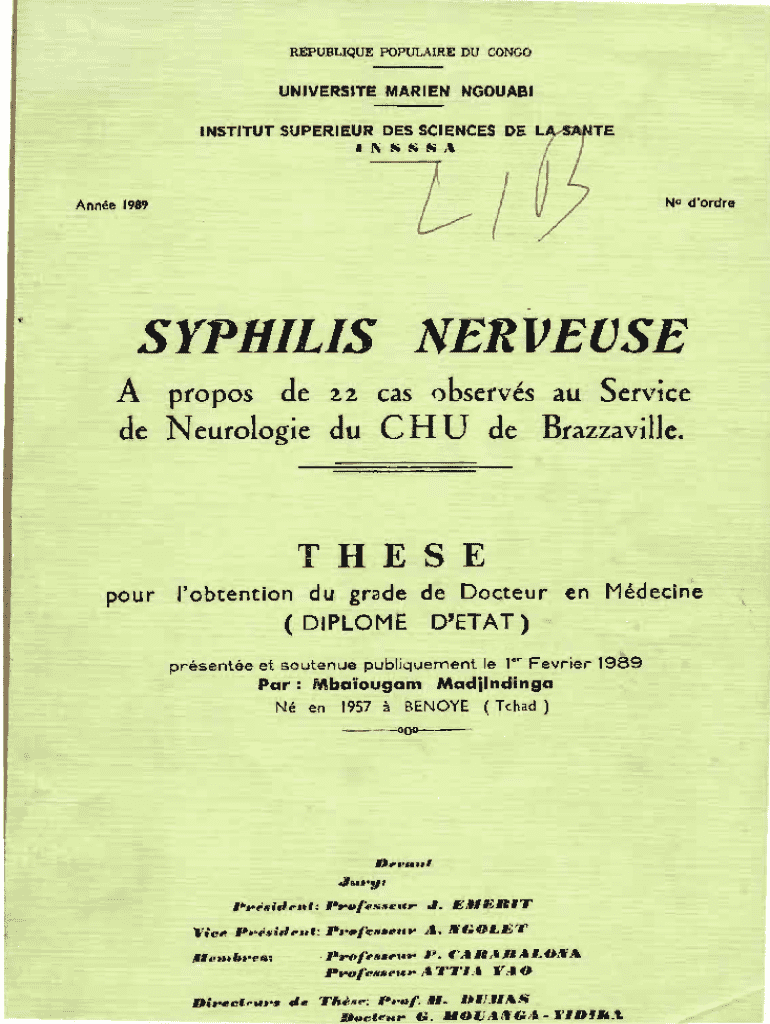 REPUBLIQUE POPULAIRE DU CONGO
UNIVERSITE MARIEN NGOUABI
INSTITUT SUPERIEUR DES SCIENCES DE LA SANTE
INSSSA
LIB
Année 1989
No d'ordre
SYPHILIS NERVEUSE
A propos de 22 cas observés au Service
de Neurologie du CHU de Brazzaville.
THESE
pour l'obtention du grade de Docteur en Médecine
( DIPLOME D'ETAT )
présentée et soutenue publiquement le 1er Fevrier 1989
Par : Mbaïougam Madjindinga
Né en 1957 à BENOYE ( Tchad )
Devant
Jury:
Président: Professeur J. EMERIT
Vice Président: Professeur A. NGOLET
Membres: Professeur P. CARABALONA
Professeur ATTIA YAO
Directeurs de Thèse: Prof. M. DUMAS
Docteur G. MOUANGA-YIDIKA